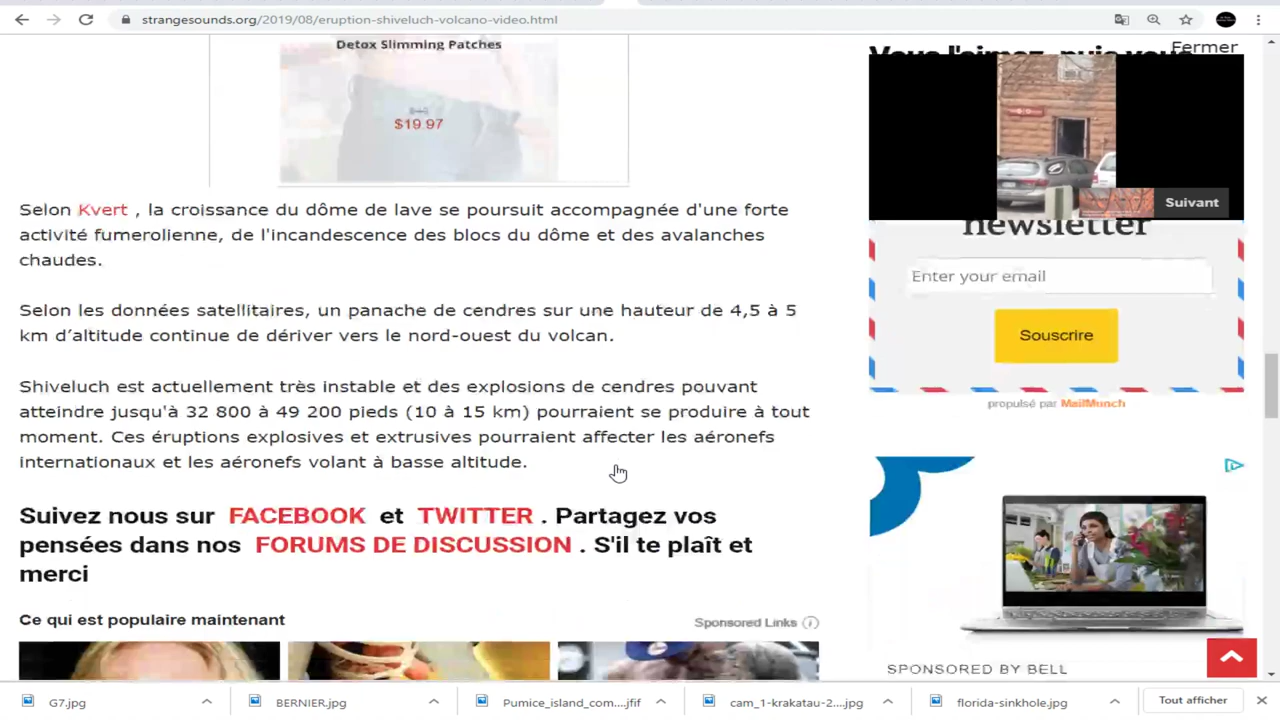 strangesounds.org/2019/08/eruption-shiveluch-volcano-video.html
Detox Slimming Patches
$19.97
Selon Kvert , la croissance du dôme de lave se poursuit accompagnée d'une forte
activité fumerolienne, de l'incandescence des blocs du dôme et des avalanches
chaudes.
Selon les données satellitaires, un panache de cendres sur une hauteur de 4,5 à 5
km d’altitude continue de dériver vers le nord-ouest du volcan.
Shiveluch est actuellement très instable et des explosions de cendres pouvant
atteindre jusqu'à 32 800 à 49 200 pieds (10 à 15 km) pourraient se produire à tout
moment. Ces éruptions explosives et extrusives pourraient affecter les aéronefs
internationaux et les aéronefs volant à basse altitude.
Suivez nous sur FACEBOOK et TWITTER . Partagez vos
pensées dans nos FORUMS DE DISCUSSION . S'il te plaît et
merci
Ce qui est populaire maintenant
Sponsored Links
Fermer
Vous l'aimez, puis vous
Suivant
newsletter
Enter your email
Souscrire
propulsé par MailMunch
SPONSORED BY BELL
G7.jpg
BERNIER.jpg
Pumice_island_com....jfif
cam_1-krakatau-2....jpg
florida-sinkhole.jpg
Tout afficher